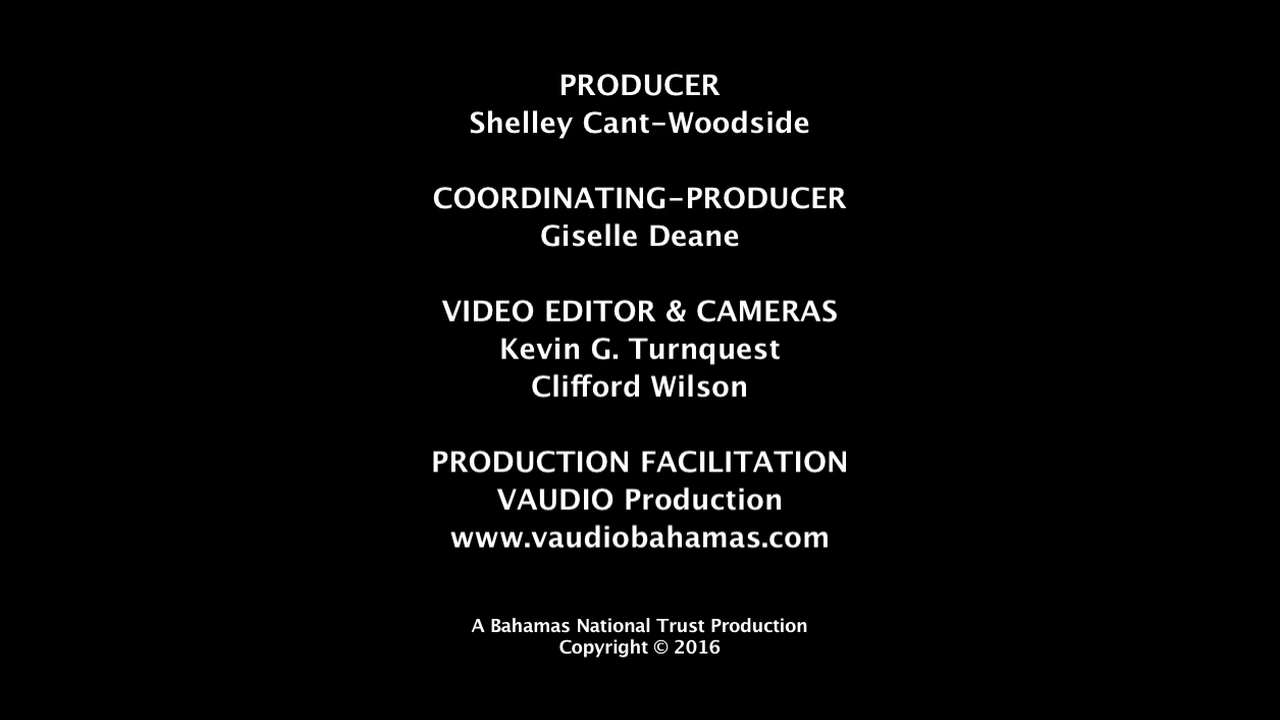 PRODUCER
Shelley Cant-Woodside
COORDINATING-PRODUCER
Giselle Deane
VIDEO EDITOR & CAMERAS
Kevin G. Turnquest
Clifford Wilson
PRODUCTION FACILITATION
VAUDIO Production
www.vaudiobahamas.com
A Bahamas National Trust Production
Copyright © 2016